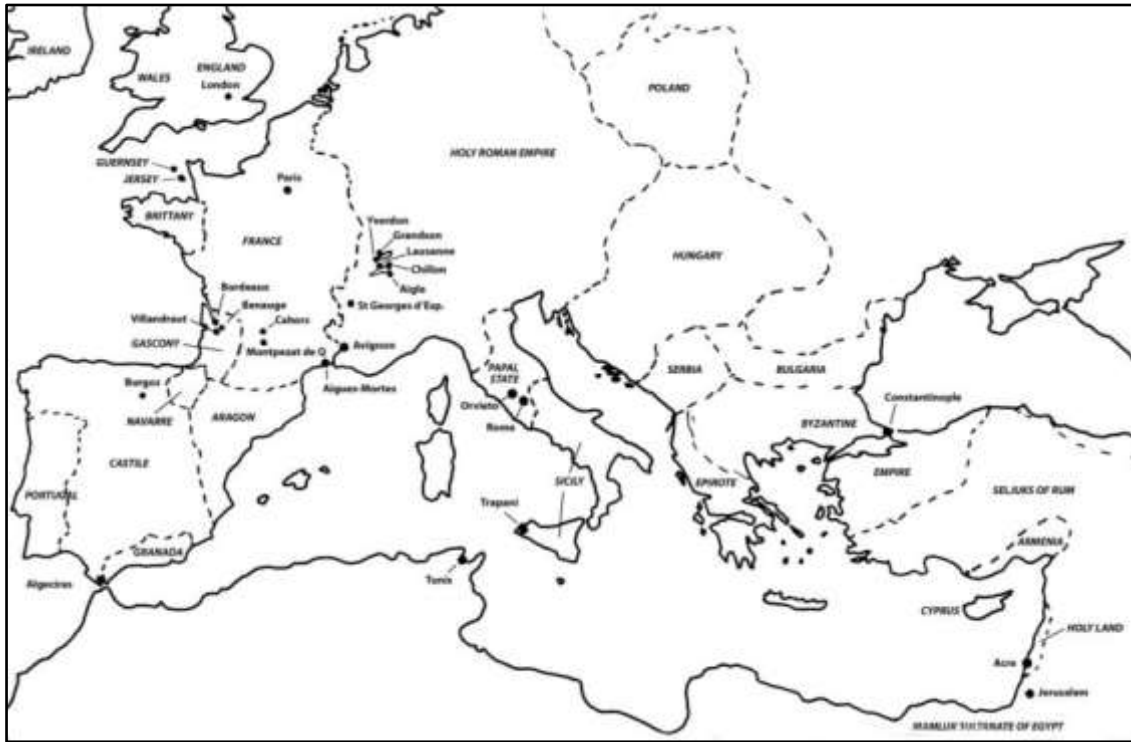 IRELAND
WALES
ENGLAND
London
POLAND
HOLY ROMAN EMPIRE
GUERNSEY
JERSEY
Paris
BRITTANY
FRANCE
Yverdon
Grandson
Lausanne
Chillon
Aigle
HUNGARY
St Georges d'Esp.
Bordeaux
Benauge
Villandraut
Cahors
GASCONY
Montpezat de Q
Avignon
Aigues-Mortes
Burgos
NAVARRE
ARAGON
CASTILE
PORTUGAL
GRANADA
Algeciras
PAPAL
STATE
Orvieto
Rome
SERBIA
BULGARIA
Constantinople
BYZANTINE
EMPIRE
EPIROTE
SICILY
Trapani
Tunis
SELJUKS OF RUM
ARMENIA
CYPRUS
HOLY LAND
Acre
Jerusalem
MAMLUK SULTANATE OF EGYPT